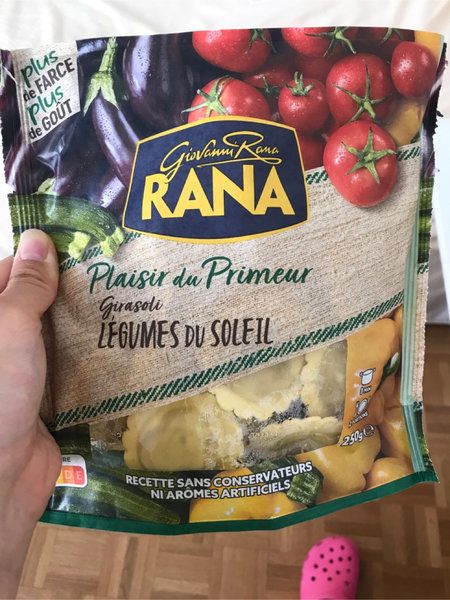 plus
de FARCE
plus
de GOÛT
Giovanni Rana
RANA
Plaisir du Primeur
Girasoli
LÉGUMES DU SOLEIL
250g e
RECETTE SANS CONSERVATEURS
NI ARÔMES ARTIFICIELS
D E